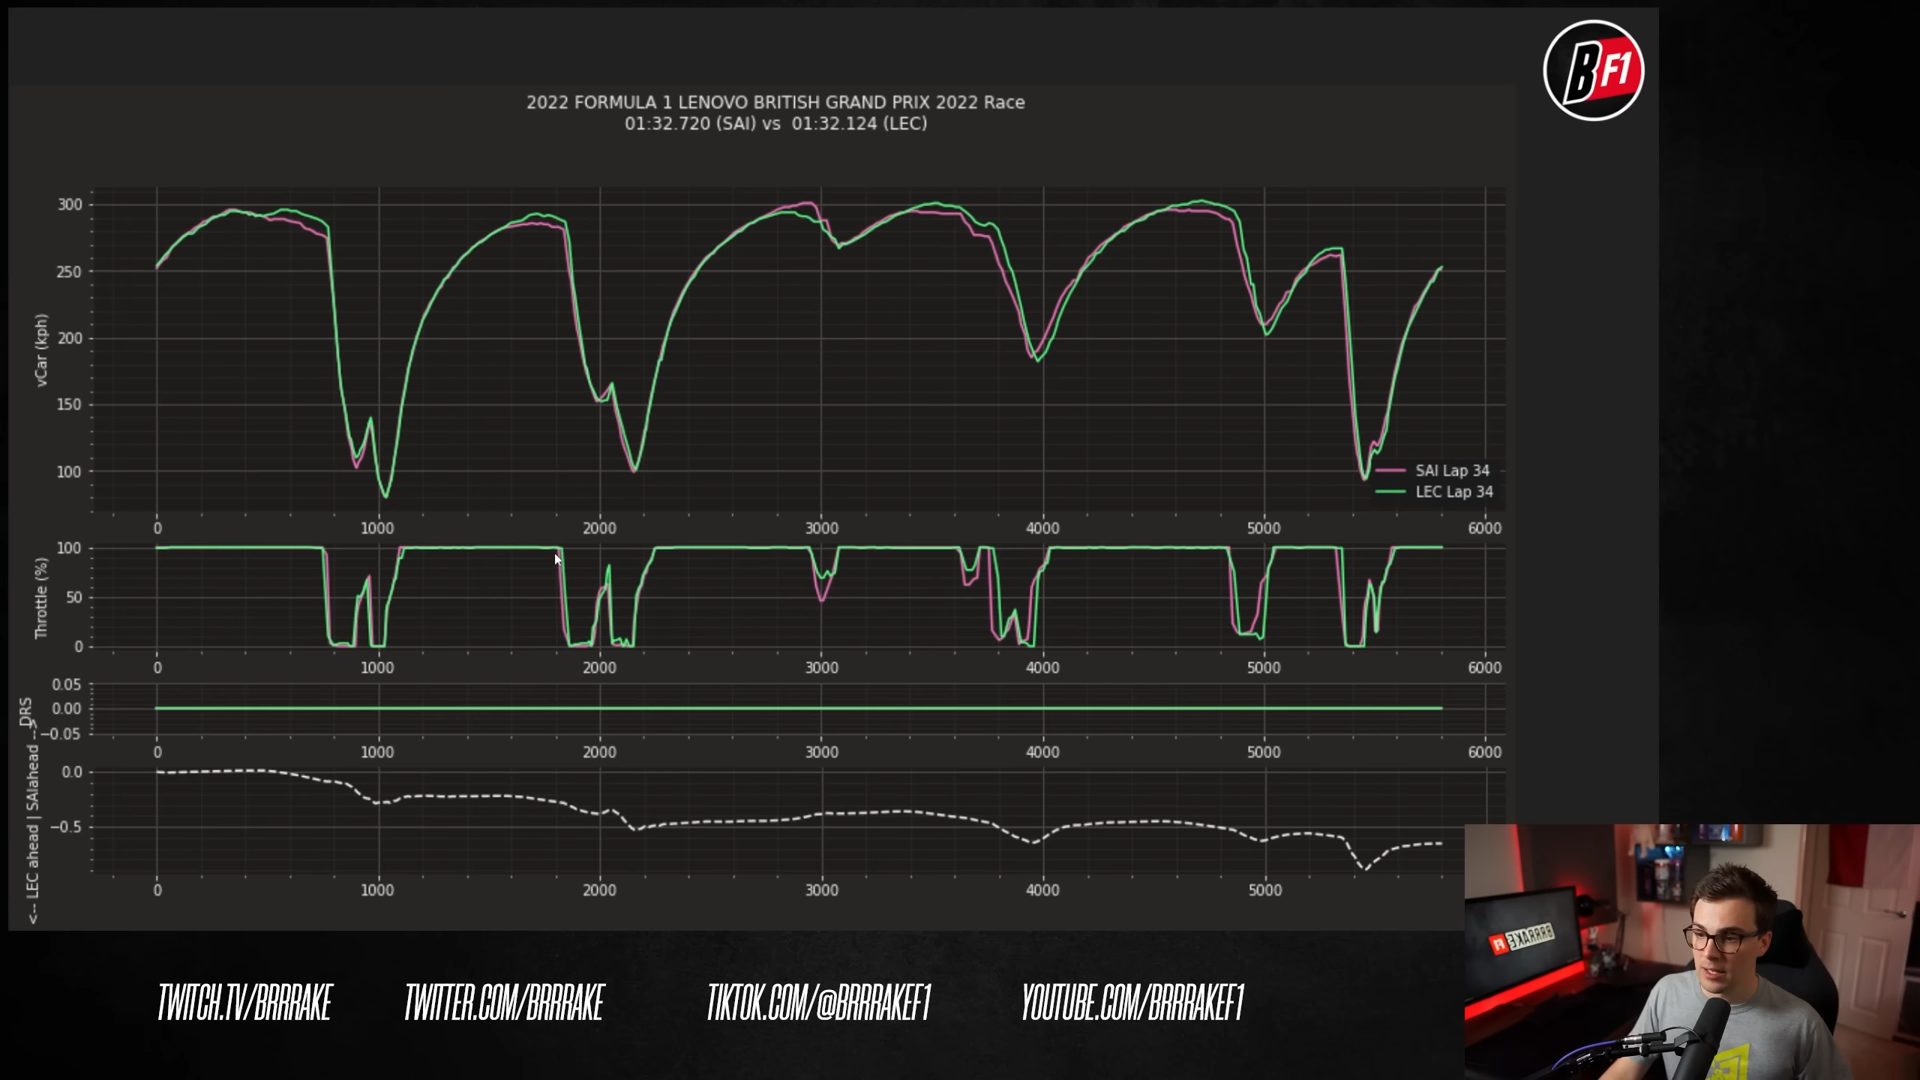 BF1
2022 FORMULA 1 LENOVO BRITISH GRAND PRIX 2022 Race
01:32.720 (SAI) vs 01:32.124 (LEC)
vCar (kph)
300
250
200
150
100
SAI Lap 34
LEC Lap 34
0 1000 2000 3000 4000 5000 6000
Throttle (%)
100
50
0
0 1000 2000 3000 4000 5000 6000
DRS
0.05
0.00
−0.05
0 1000 2000 3000 4000 5000 6000
<-- LEC ahead | SAIahead -->
0.0
−0.5
0 1000 2000 3000 4000 5000
BRRRAKE
TWITCH.TV/BRRRAKE TWITTER.COM/BRRRAKE TIKTOK.COM/@BRRRAKEF1 YOUTUBE.COM/BRRRAKEF1